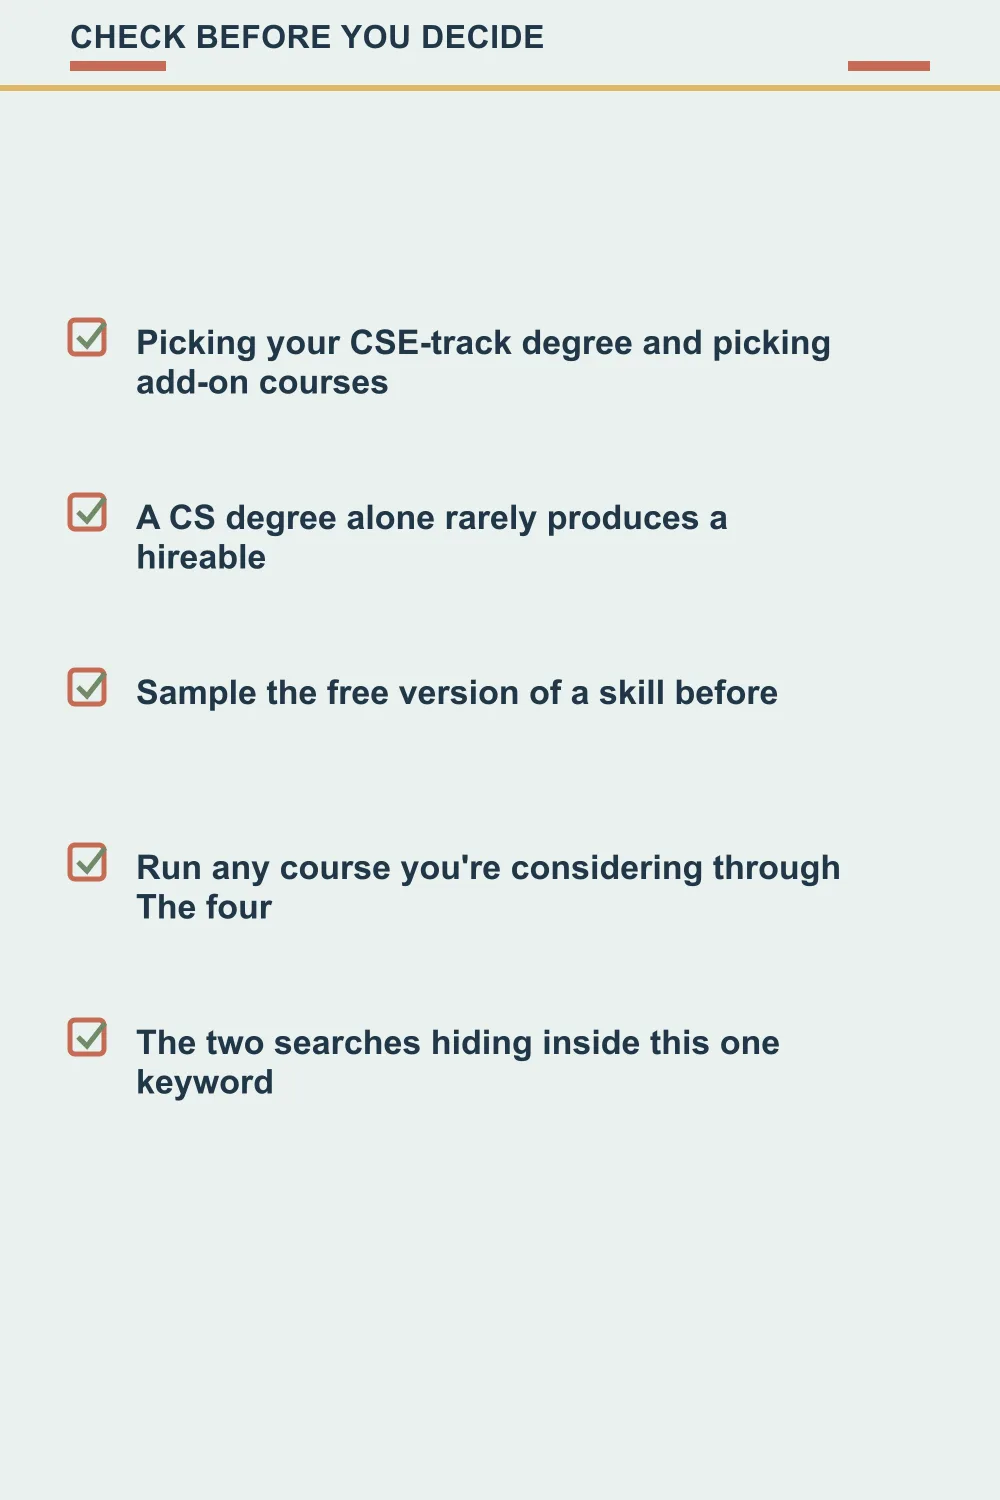 CHECK BEFORE YOU DECIDE
Picking your CSE-track degree and picking
add-on courses
A CS degree alone rarely produces a
hireable
Sample the free version of a skill before
Run any course you're considering through
The four
The two searches hiding inside this one
keyword